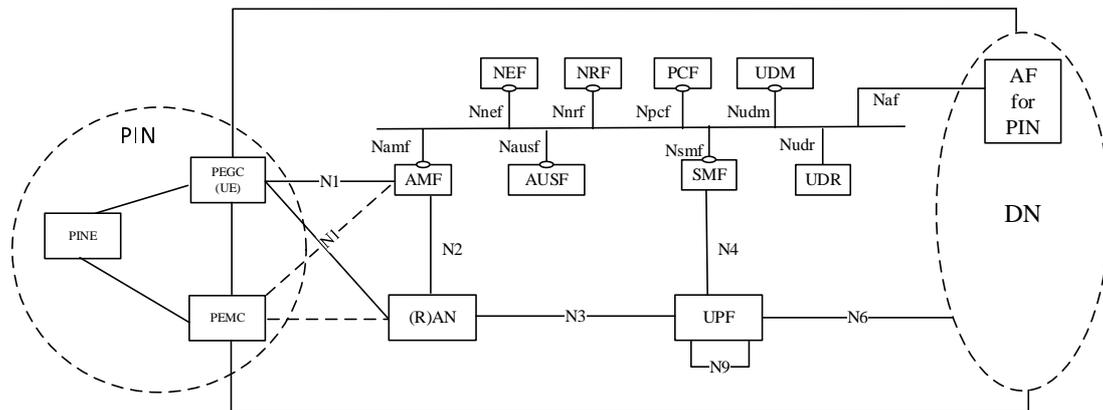 NEF
NRF
PCF
UDM
AF
for
PIN
Naf
Nnef
Nnrf
Npcf
Nudm
PIN
Namf
Nausf
Nsmf
Nudr
PEGC
(UE)
N1
AMF
AUSF
SMF
UDR
DN
PINE
N1
N2
N4
PEMC
(R)AN
N3
UPF
N6
N9